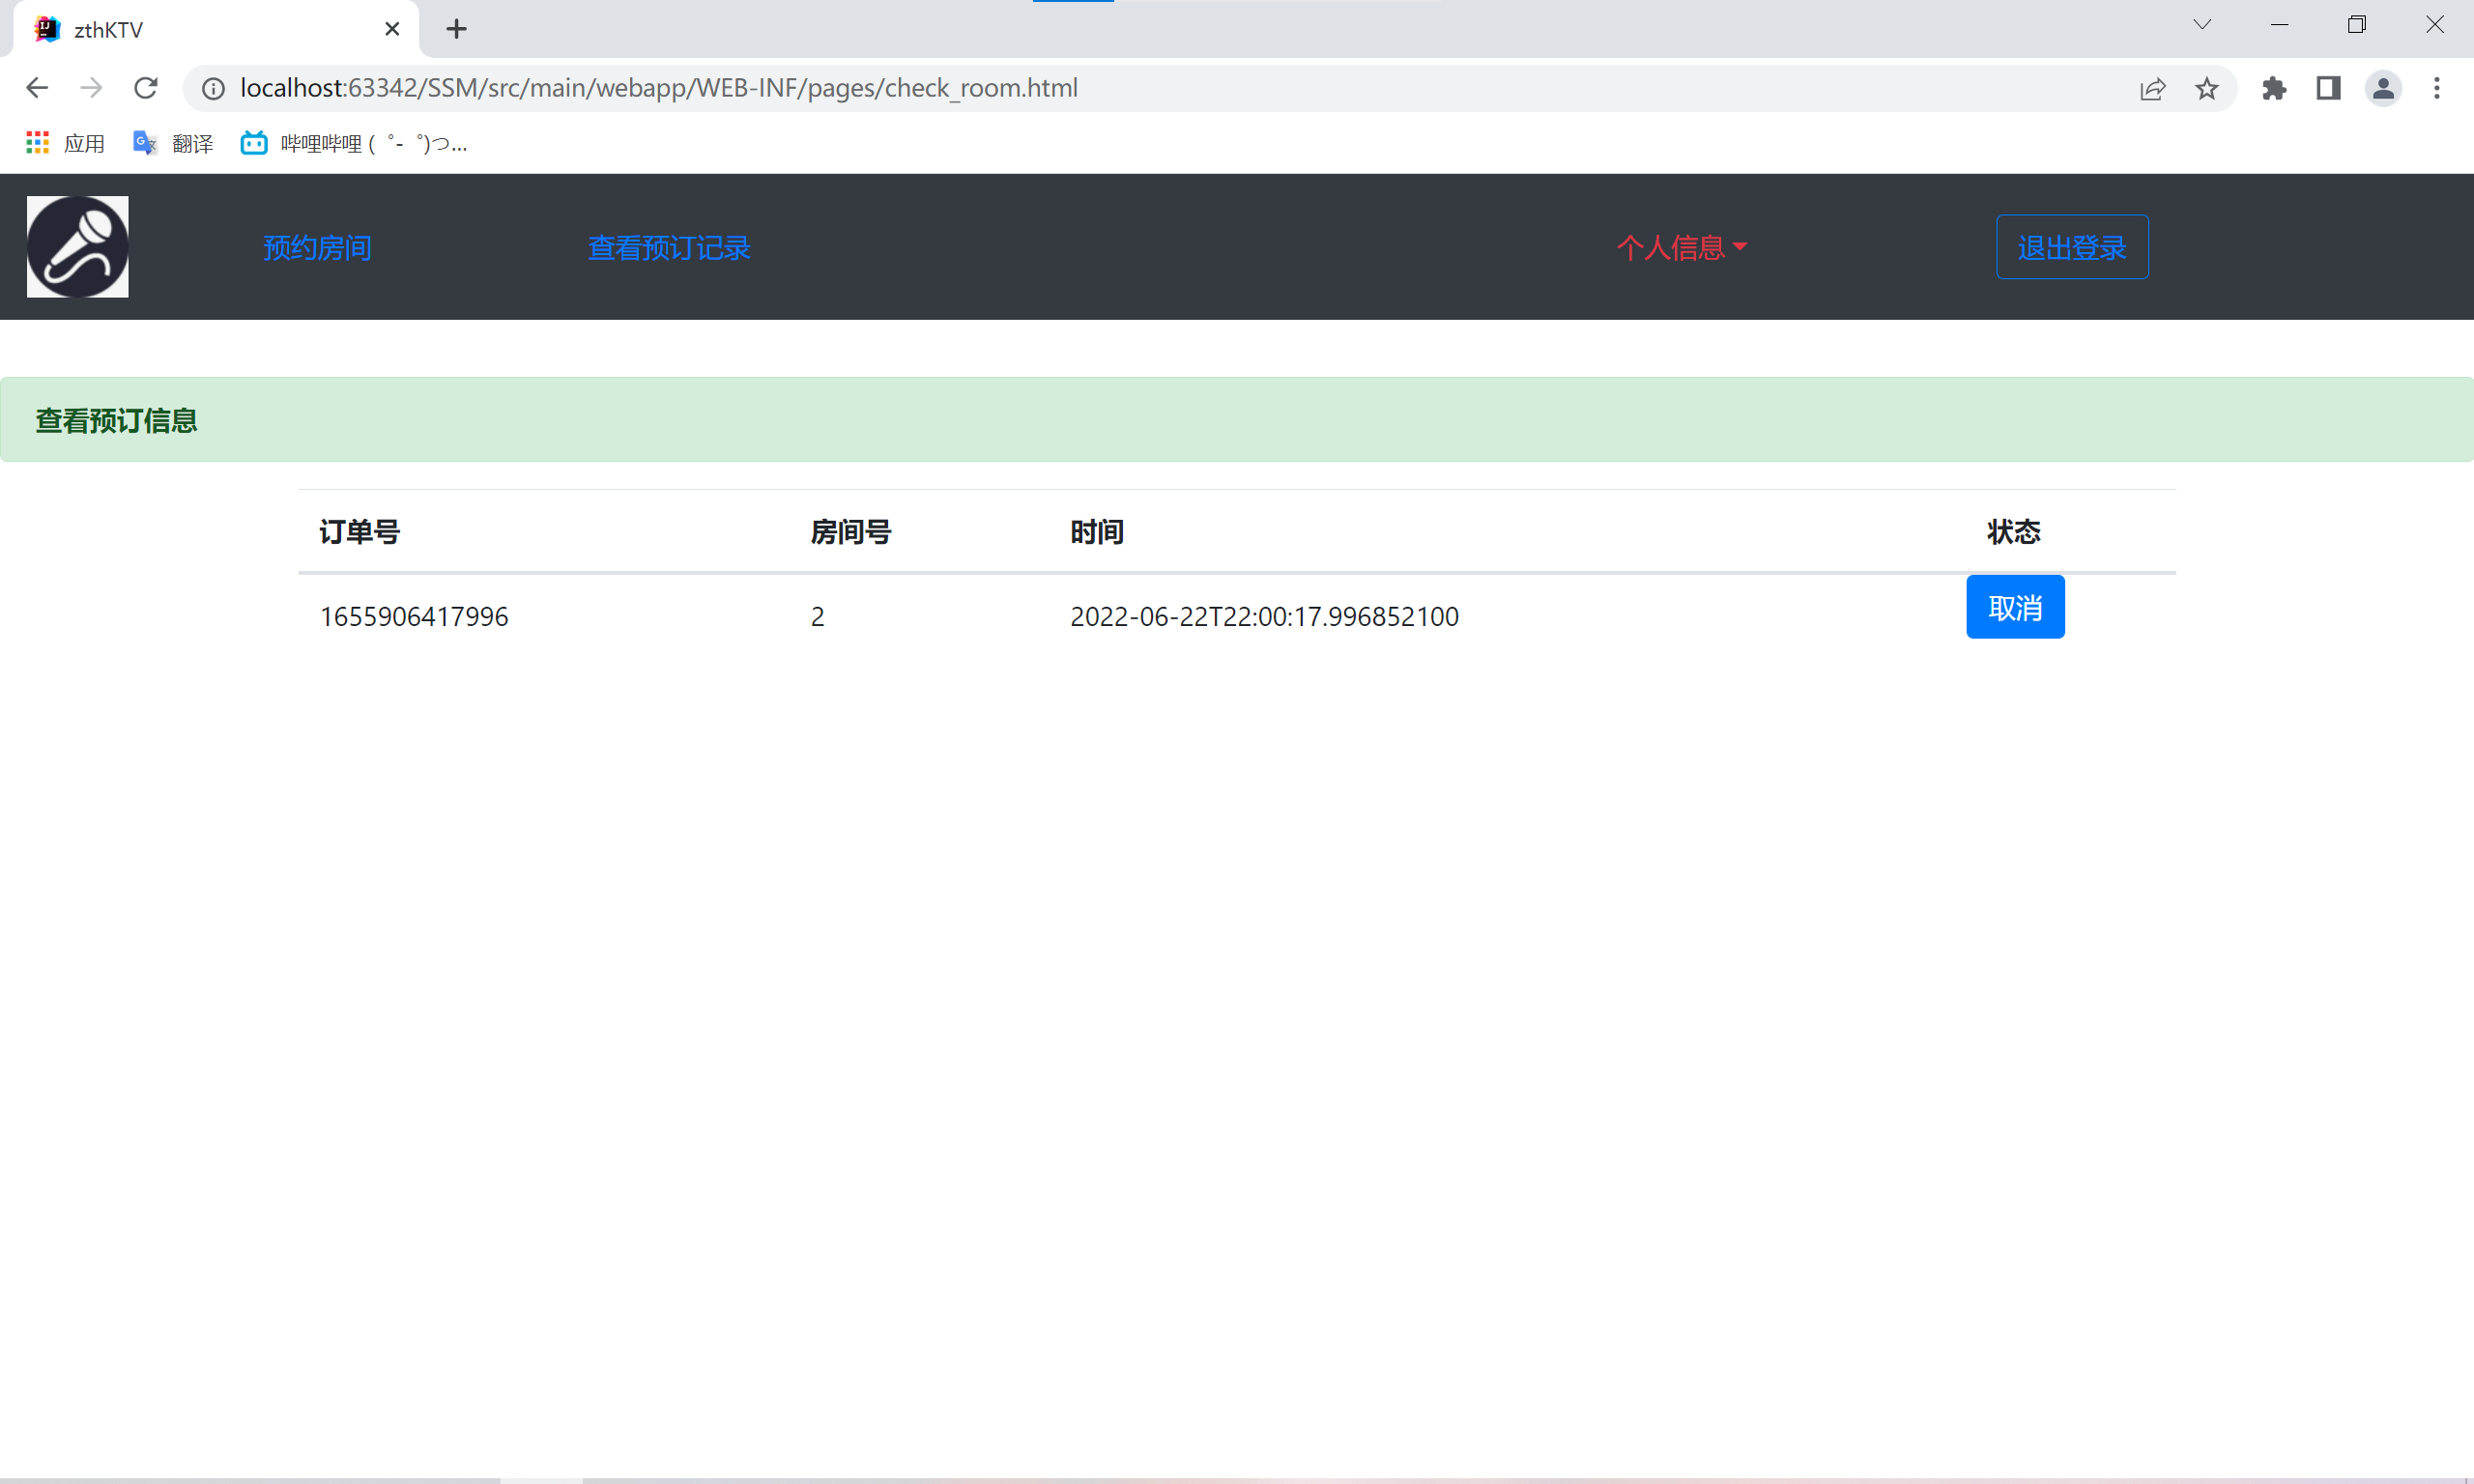 zthKTV
localhost:63342/SSM/src/main/webapp/WEB-INF/pages/check_room.html
应用 翻译 哔哩哔哩 (゜-゜)つ...
预约房间 查看预订记录 个人信息 退出登录
查看预订信息
订单号 房间号 时间 状态
1655906417996 2 2022-06-22T22:00:17.996852100 取消